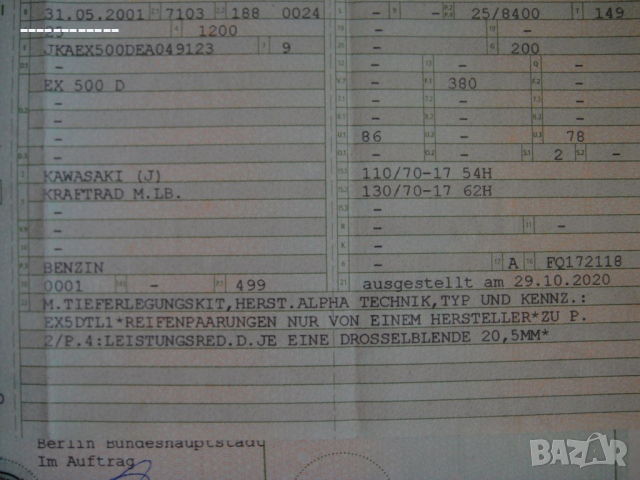 31.05.2001 7103 188 0024 - - 25/8400 149
1200 -
JKAEX500DEA049123 9 - 200
- - -
EX 500 D - 380 -
- - -
- - -
- 86 - 78
- - 2 -
KAWASAKI (J) 110/70-17 54H
KRAFTRAD M.LB. 130/70-17 62H
- -
- - -
- -
BENZIN - A FQ172118
0001 - 499 ausgestellt am 29.10.2020
M.TIEFERLEGUNGSKIT,HERST.ALPHA TECHNIK,TYP UND KENNZ.:
EX5DTL1*REIFENPAARUNGEN NUR VON EINEM HERSTELLER*ZU P.
2/P.4:LEISTUNGSRED.D.JE EINE DROSSELBLENDE 20,5MM*
Berlin Bundeshauptstadt
Im Auftrag
BAZAR